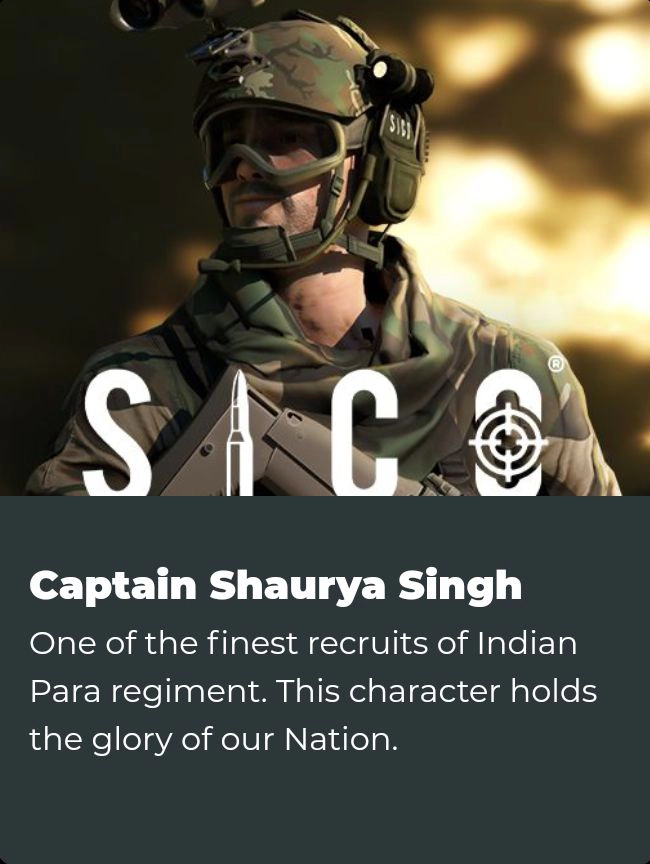 SICO
SICO®
Captain Shaurya Singh
One of the finest recruits of Indian
Para regiment. This character holds
the glory of our Nation.